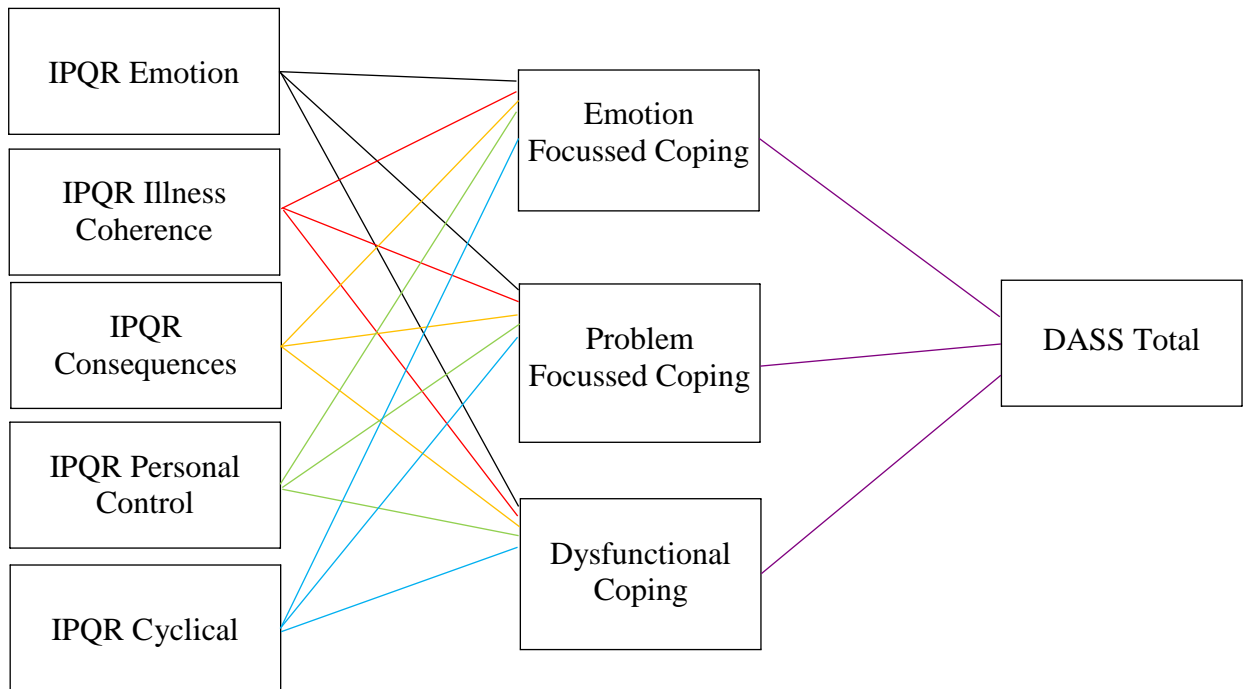 IPQR Emotion
IPQR Illness
Coherence
IPQR
Consequences
IPQR Personal
Control
IPQR Cyclical
Emotion
Focussed Coping
Problem
Focussed Coping
Dysfunctional
Coping
DASS Total